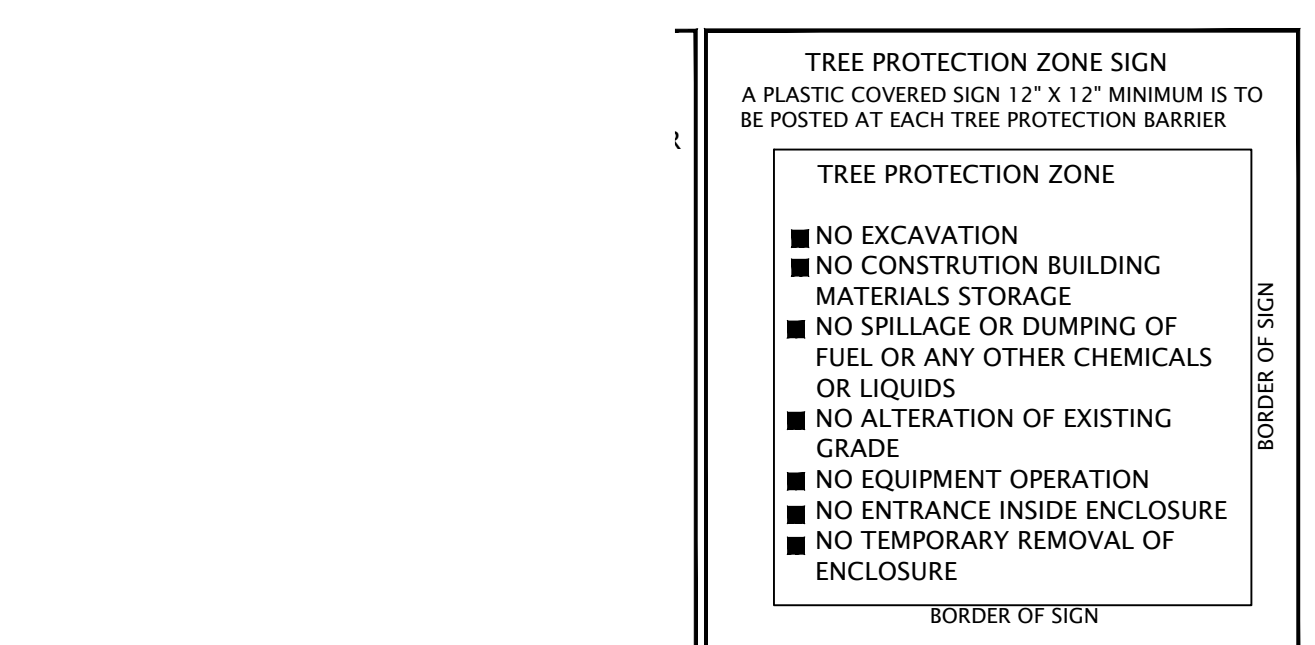 TREE PROTECTION ZONE SIGN
A PLASTIC COVERED SIGN 12" X 12" MINIMUM IS TO
BE POSTED AT EACH TREE PROTECTION BARRIER
TREE PROTECTION ZONE
NO EXCAVATION
NO CONSTRUTION BUILDING
MATERIALS STORAGE
NO SPILLAGE OR DUMPING OF
FUEL OR ANY OTHER CHEMICALS
OR LIQUIDS
NO ALTERATION OF EXISTING
GRADE
NO EQUIPMENT OPERATION
NO ENTRANCE INSIDE ENCLOSURE
NO TEMPORARY REMOVAL OF
ENCLOSURE
BORDER OF SIGN
BORDER OF SIGN